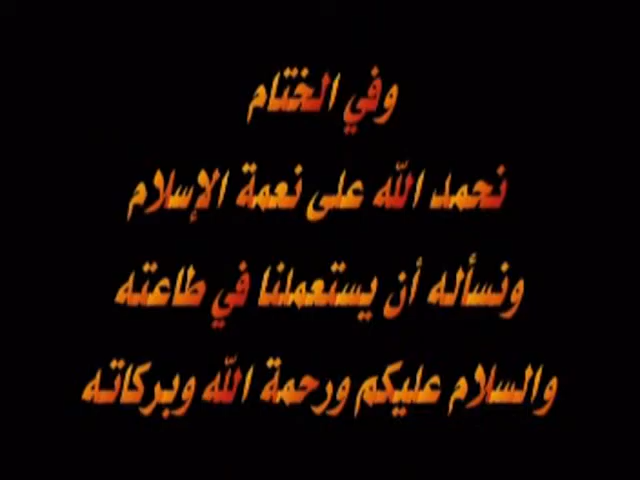 وفي الختام
نحمد الله على نعمة الإسلام
ونسأله أن يستعملنا في طاعته
والسلام عليكم ورحمة الله وبركاته